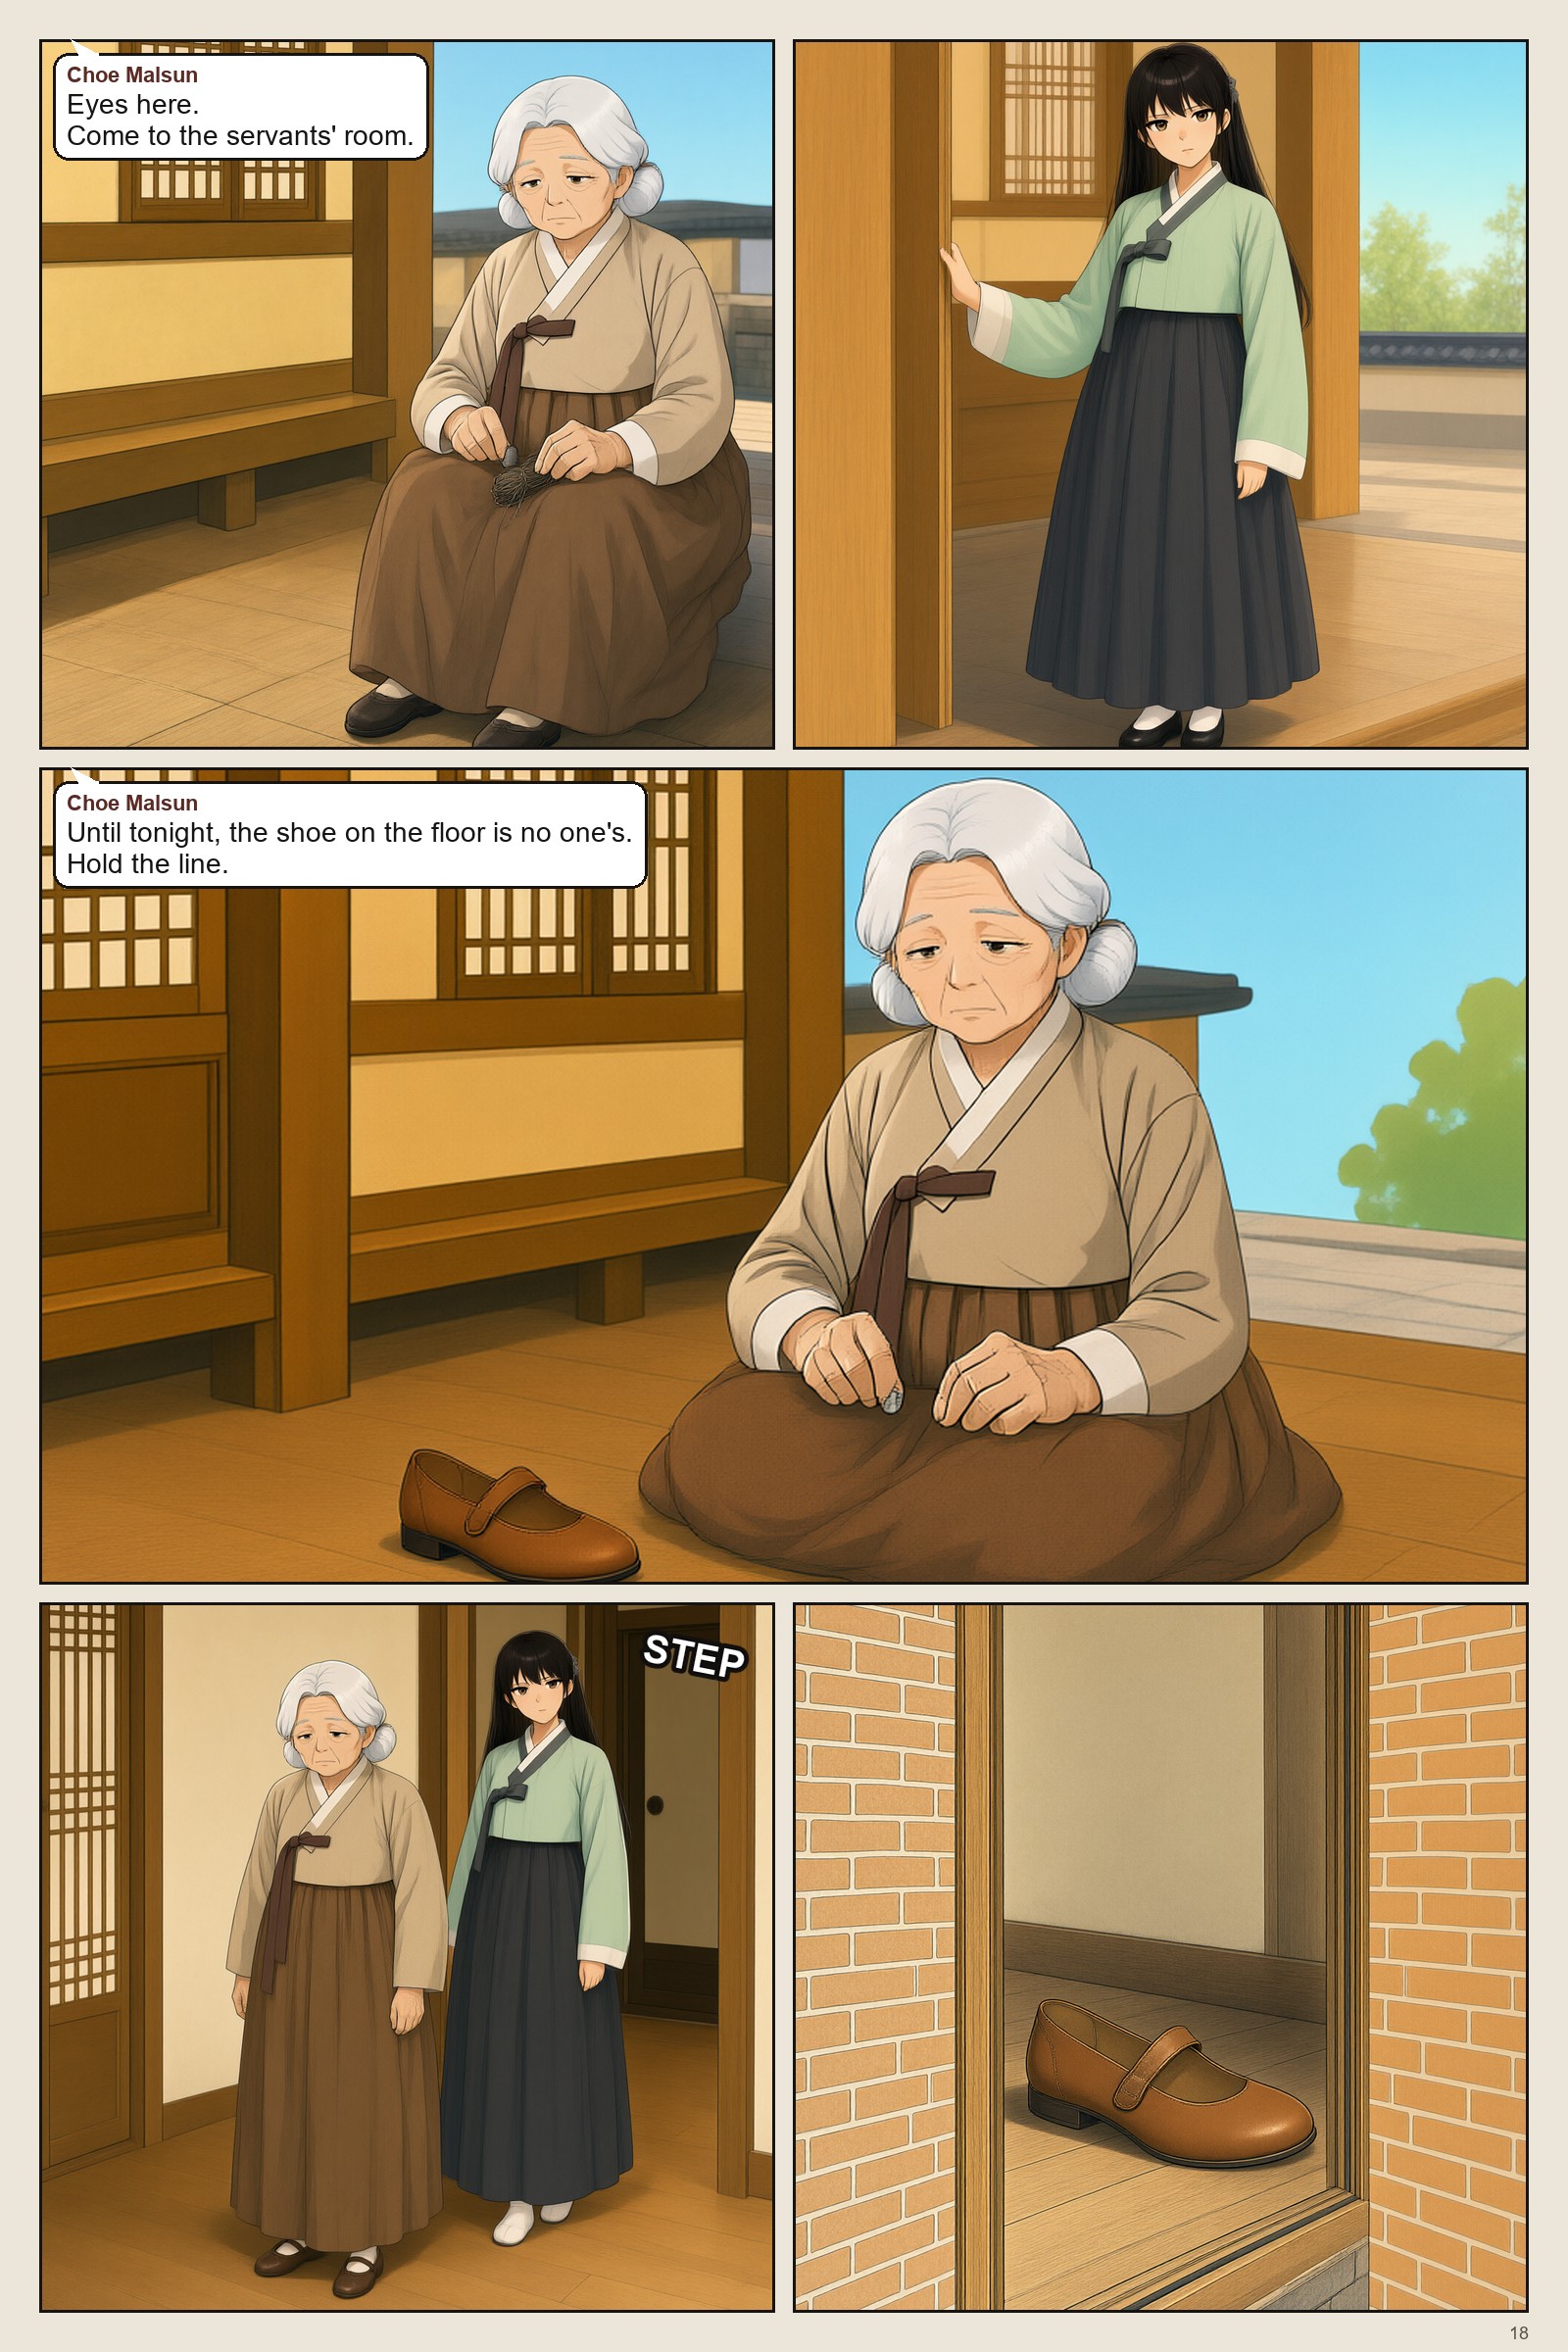 Choe Malsun
Eyes here.
Come to the servants' room.
Choe Malsun
Until tonight, the shoe on the floor is no one's.
Hold the line.
STEP
18